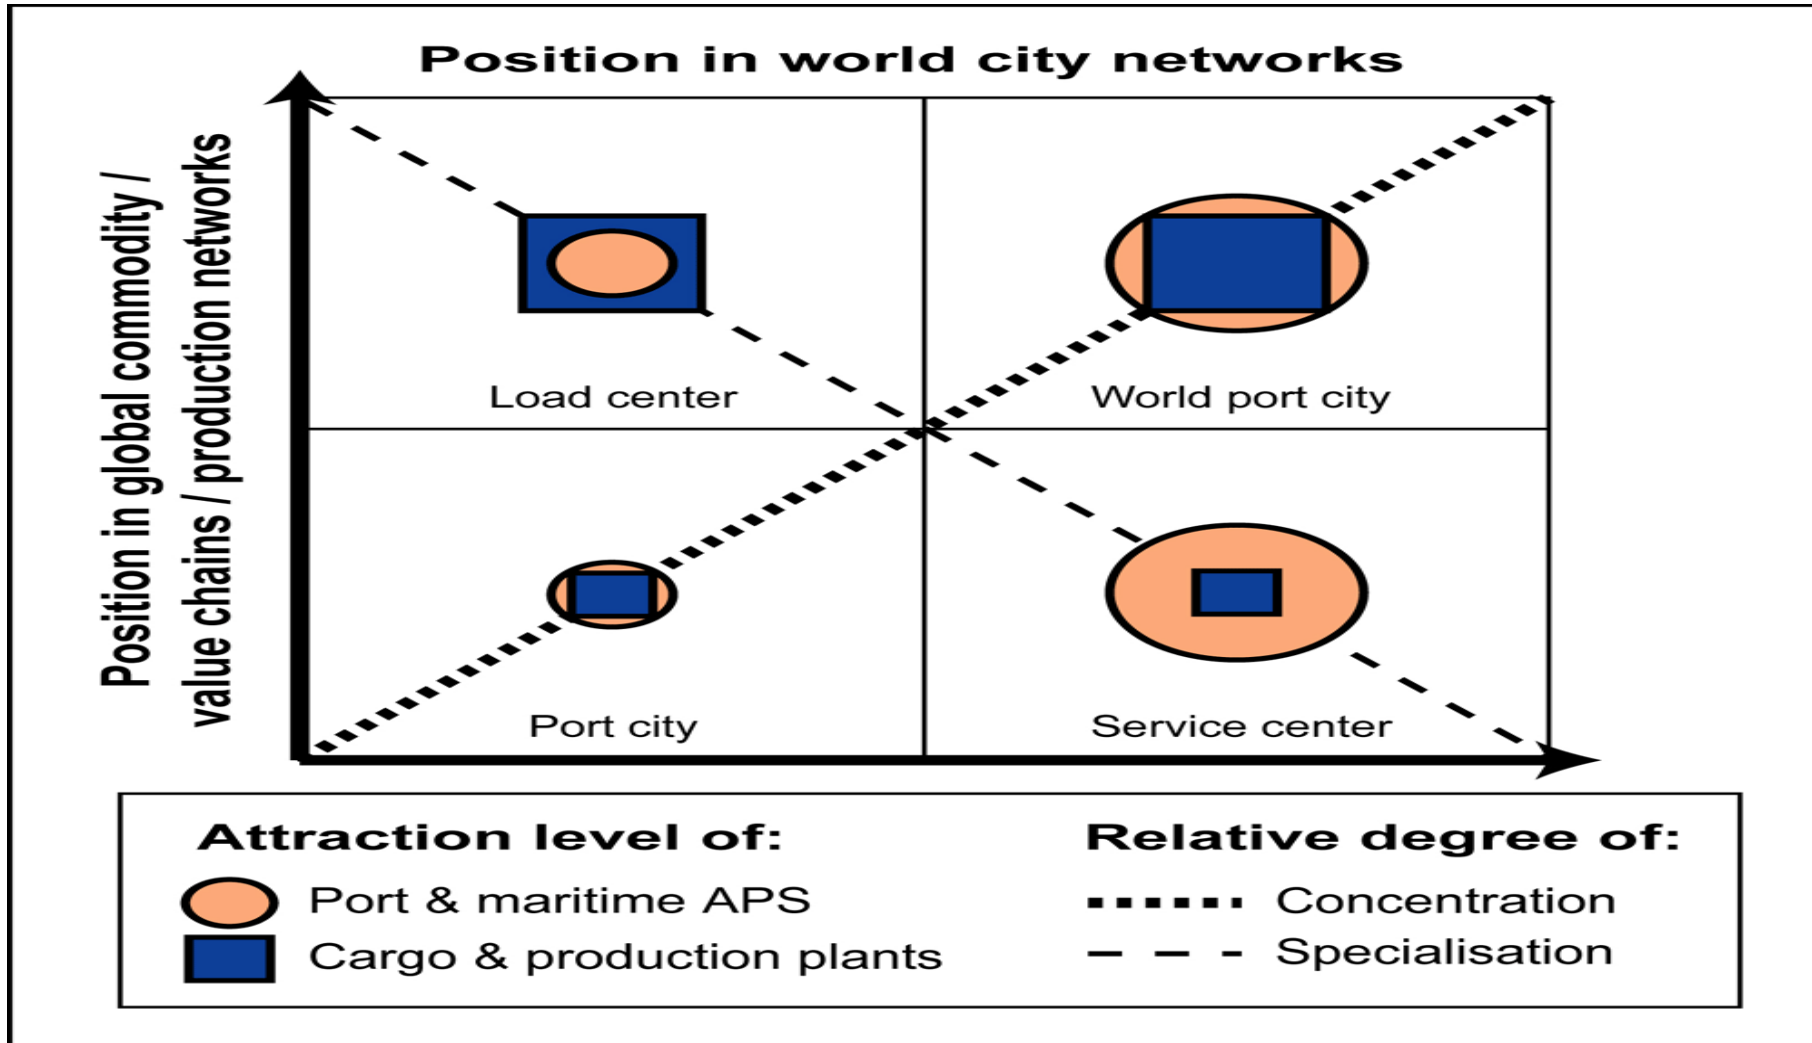 Position in world city networks
Position in global commodity /
value chains / production networks
Load center
World port city
Port city
Service center
Attraction level of:
Port & maritime APS
Cargo & production plants
Relative degree of:
Concentration
Specialisation